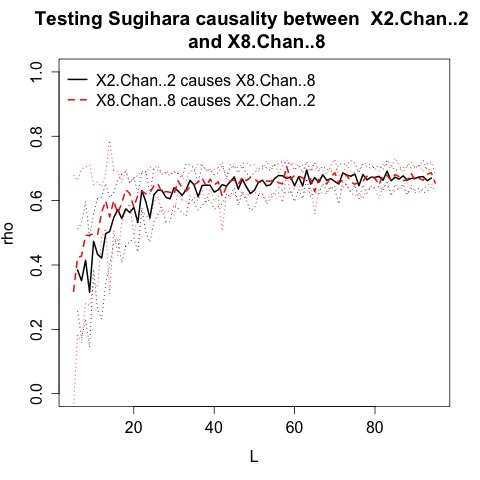 Testing Sugihara causality between  X2.Chan..2
and X8.Chan..8
X2.Chan..2 causes X8.Chan..8
X8.Chan..8 causes X2.Chan..2
1.0
0.8
0.6
0.4
0.2
0.0
rho
20 40 60 80
L